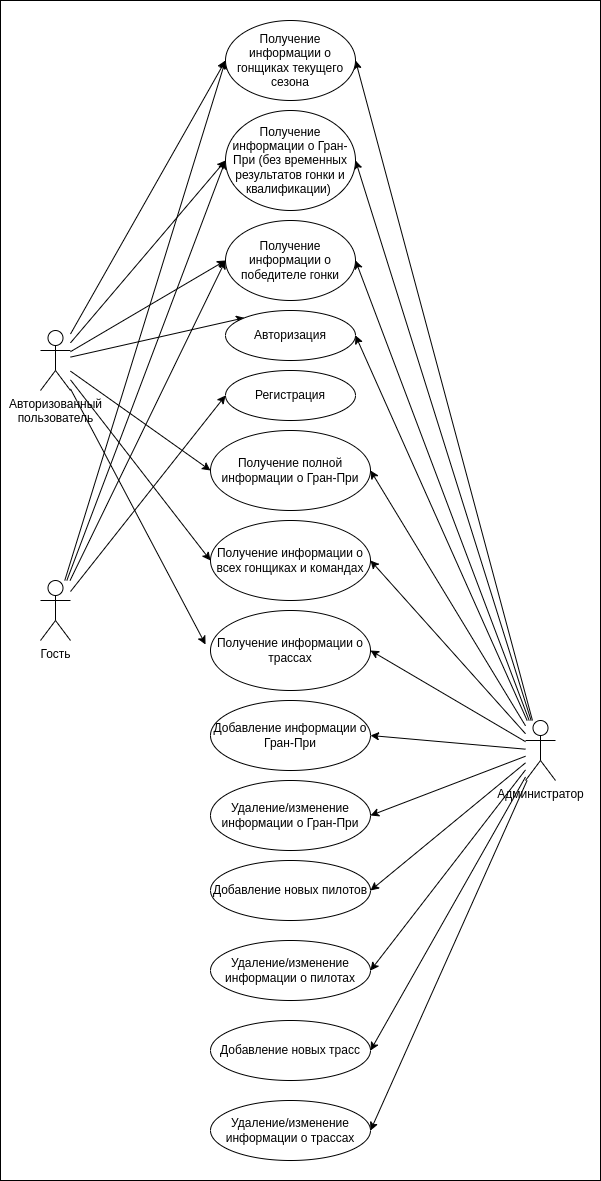 Получение
информации о
гонщиках текущего
сезона
Получение
информации о Гран-
При (без временных
результатов гонки и
квалификации)
Получение
информации о
победителе гонки
Авторизация
Авторизованный
пользователь
Регистрация
Получение полной
информации о Гран-При
Получение информации о
всех гонщиках и командах
Гость
Получение информации о
трассах
Добавление информации о
Гран-При
Администратор
Удаление/изменение
информации о Гран-При
Добавление новых пилотов
Удаление/изменение
информации о пилотах
Добавление новых трасс
Удаление/изменение
информации о трассах